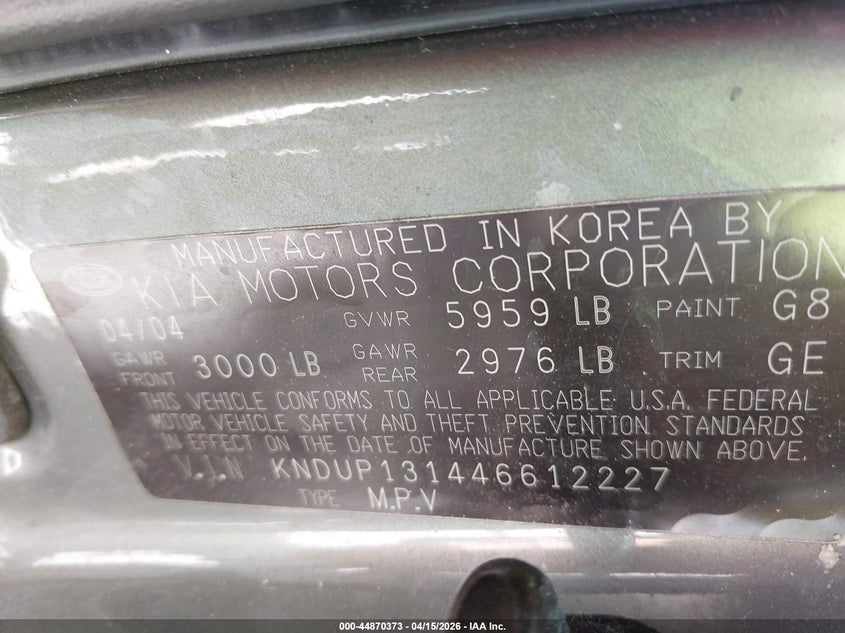 MANUFACTURED IN KOREA BY
KIA MOTORS CORPORATION
04/04 GVWR 5959 LB PAINT G8
GAWR FRONT 3000 LB GAWR REAR 2976 LB TRIM GE
THIS VEHICLE CONFORMS TO ALL APPLICABLE U.S.A. FEDERAL
MOTOR VEHICLE SAFETY AND THEFT PREVENTION STANDARDS
IN EFFECT ON THE DATE OF MANUFACTURE SHOWN ABOVE.
V.I.N KNDUP131446612227
TYPE M.P.V
D
000-44870373 - 04/15/2026 - IAA Inc.